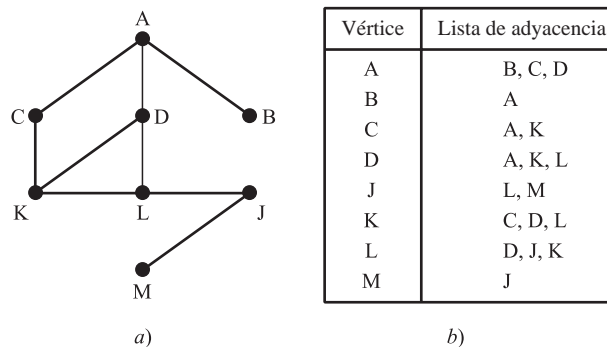 A
C
D
B
K
L
J
M
a)
Vértice Lista de adyacencia
A B, C, D
B A
C A, K
D A, K, L
J L, M
K C, D, L
L D, J, K
M J
b)